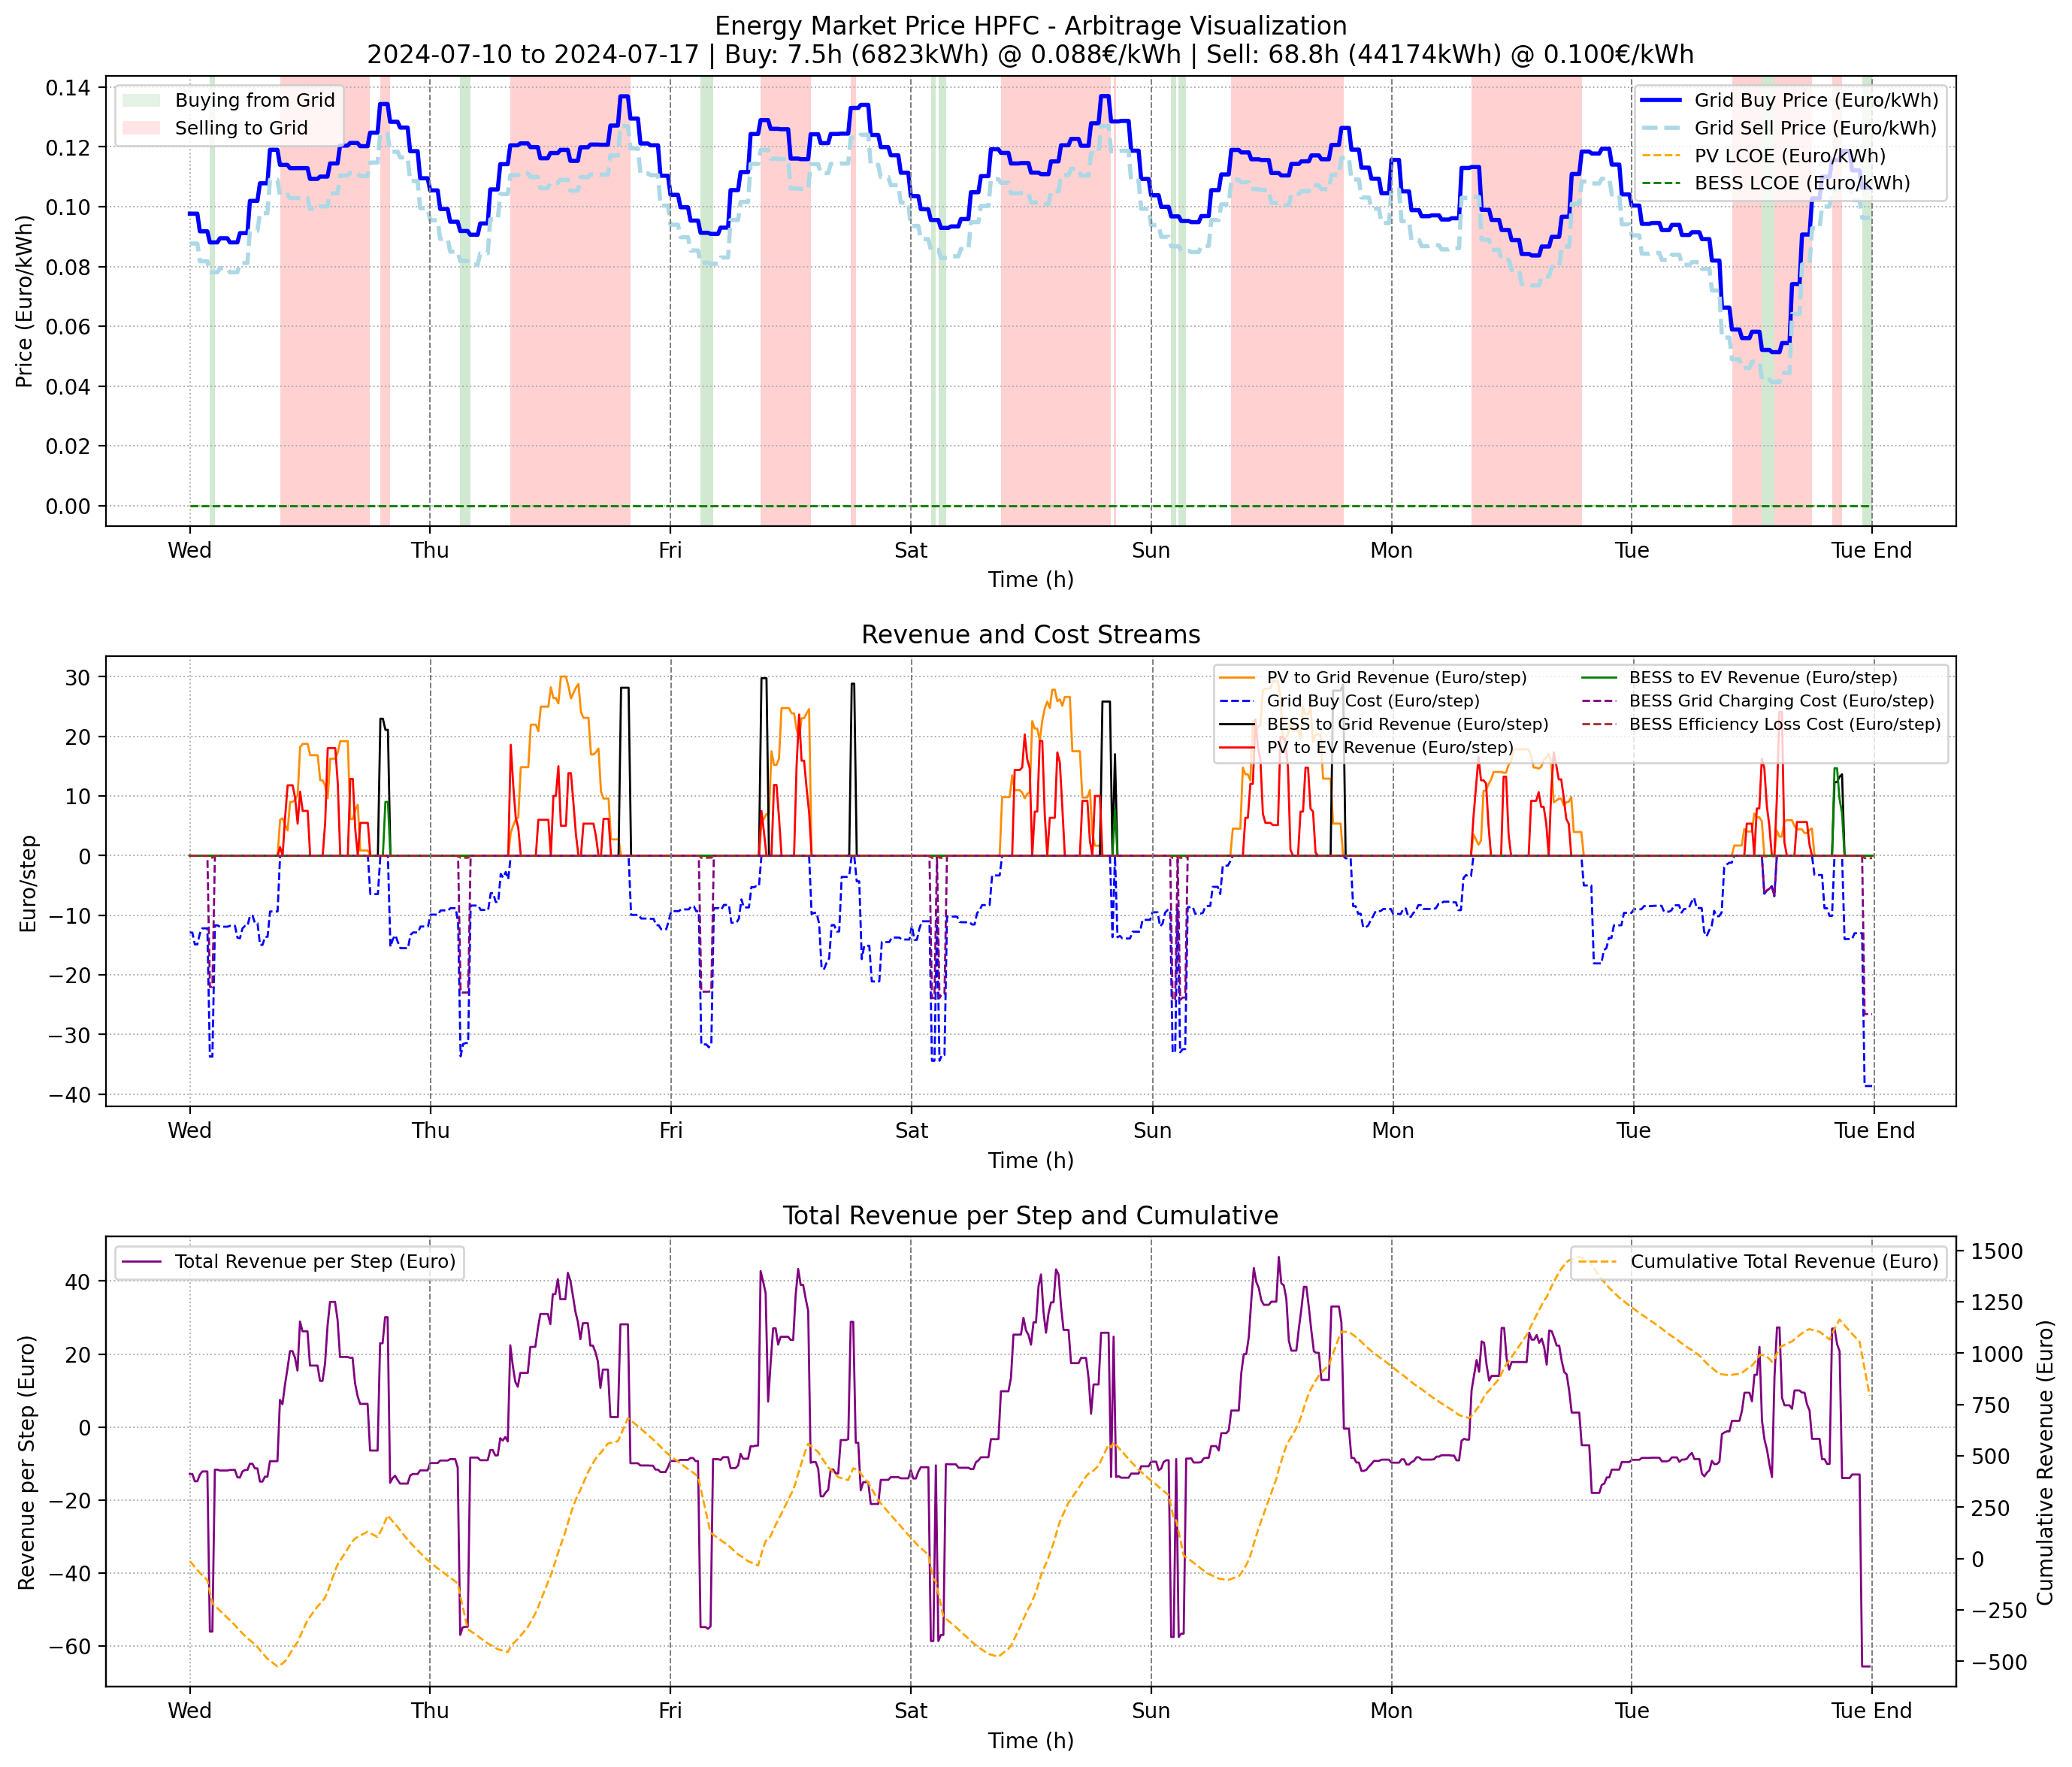 Energy Market Price HPFC - Arbitrage Visualization
2024-07-10 to 2024-07-17 | Buy: 7.5h (6823kWh) @ 0.088€/kWh | Sell: 68.8h (44174kWh) @ 0.100€/kWh
Buying from Grid
Selling to Grid
Grid Buy Price (Euro/kWh)
Grid Sell Price (Euro/kWh)
PV LCOE (Euro/kWh)
BESS LCOE (Euro/kWh)
Price (Euro/kWh)
0.14
0.12
0.10
0.08
0.06
0.04
0.02
0.00
Wed Thu Fri Sat Sun Mon Tue Tue End
Time (h)
Revenue and Cost Streams
PV to Grid Revenue (Euro/step)
Grid Buy Cost (Euro/step)
BESS to Grid Revenue (Euro/step)
PV to EV Revenue (Euro/step)
BESS to EV Revenue (Euro/step)
BESS Grid Charging Cost (Euro/step)
BESS Efficiency Loss Cost (Euro/step)
Euro/step
30
20
10
0
−10
−20
−30
−40
Wed Thu Fri Sat Sun Mon Tue Tue End
Time (h)
Total Revenue per Step and Cumulative
Total Revenue per Step (Euro)
Cumulative Total Revenue (Euro)
Revenue per Step (Euro)
40
20
0
−20
−40
−60
1500
1250
1000
750
500
250
0
−250
−500
Cumulative Revenue (Euro)
Wed Thu Fri Sat Sun Mon Tue Tue End
Time (h)